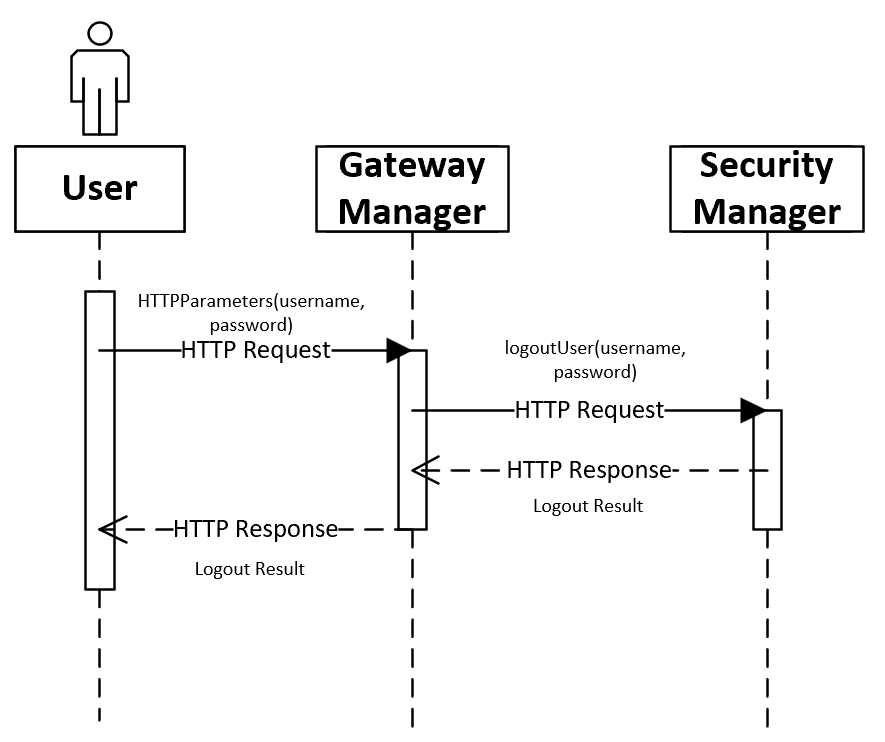 User
Gateway
Manager
Security
Manager
HTTPParameters(username,
password)
HTTP Request
logoutUser(username,
password)
HTTP Request
HTTP Response
Logout Result
HTTP Response
Logout Result